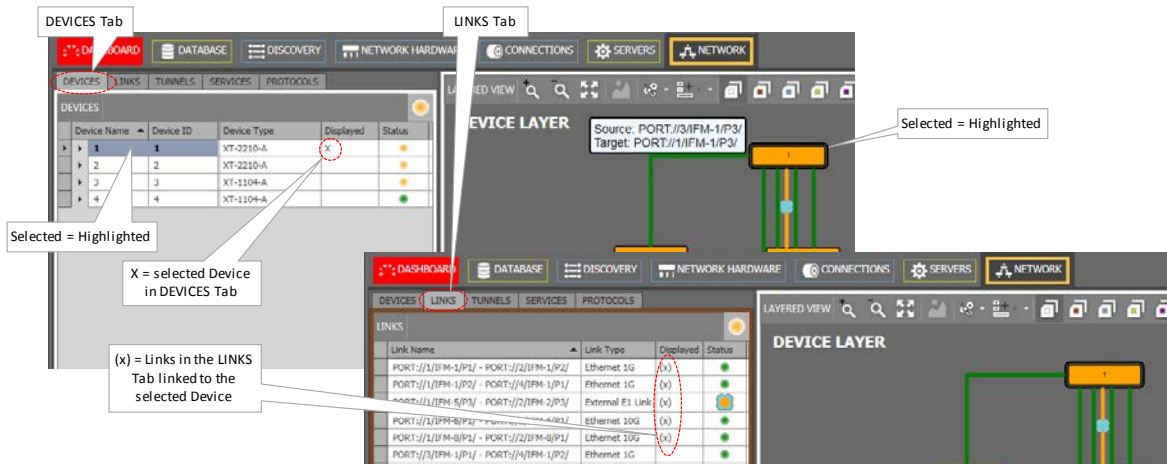 DEVICES Tab
LINKS Tab
DASHBOARD DATABASE DISCOVERY NETWORK HARDWARE CONNECTIONS SERVERS NETWORK
DEVICES LINKS TUNNELS SERVICES PROTOCOLS
LAYERED VIEW
DEVICES
DEVICE LAYER
Source: PORT://3/IFM-1/P3/
Target: PORT://1/IFM-1/P3/
Selected = Highlighted
Device Name Device ID Device Type Displayed Status
1 1 XT-2210-A X
2 2 XT-2210-A
3 3 XT-1104-A
4 4 XT-1104-A
1
Selected = Highlighted
X = selected Device
in DEVICES Tab
DASHBOARD DATABASE DISCOVERY NETWORK HARDWARE CONNECTIONS SERVERS NETWORK
DEVICES LINKS TUNNELS SERVICES PROTOCOLS
LAYERED VIEW
LINKS
DEVICE LAYER
Link Name Link Type Displayed Status
PORT://1/IFM-1/P1/ - PORT://2/IFM-1/P2/ Ethernet 1G (x)
PORT://1/IFM-1/P2/ - PORT://4/IFM-1/P1/ Ethernet 1G (x)
PORT://1/IFM-5/P3/ - PORT://2/IFM-2/P3/ External E1 Link (x)
PORT://1/IFM-6/P1/ - Ethernet 10G (x)
PORT://1/IFM-8/P1/ - PORT://2/IFM-8/P1/ Ethernet 10G (x)
PORT://3/IFM-1/P1/ - PORT://4/IFM-1/P2/ Ethernet 1G
1
(x) = Links in the LINKS
Tab linked to the
selected Device